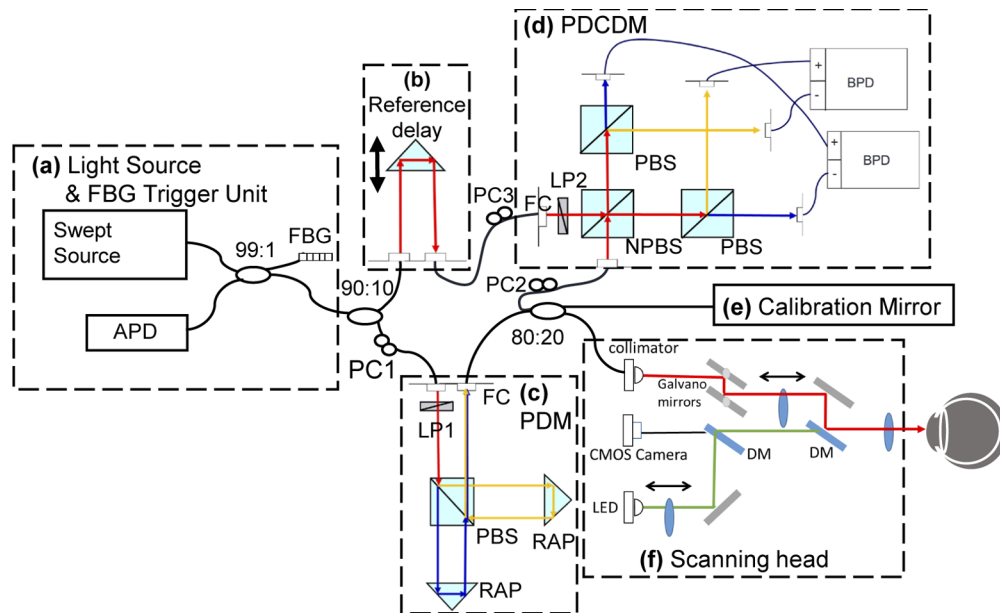 (a) Light Source
& FBG Trigger Unit
Swept
Source
99:1
FBG
APD
90:10
PC1
(b)
Reference
delay
PC3
(d) PDCDM
FC
LP2
PBS
NPBS
PBS
+
-
BPD
+
-
BPD
PC2
80:20
(e) Calibration Mirror
(c)
PDM
FC
LP1
PBS
RAP
RAP
collimator
Galvano
mirrors
CMOS Camera
DM
DM
LED
(f) Scanning head